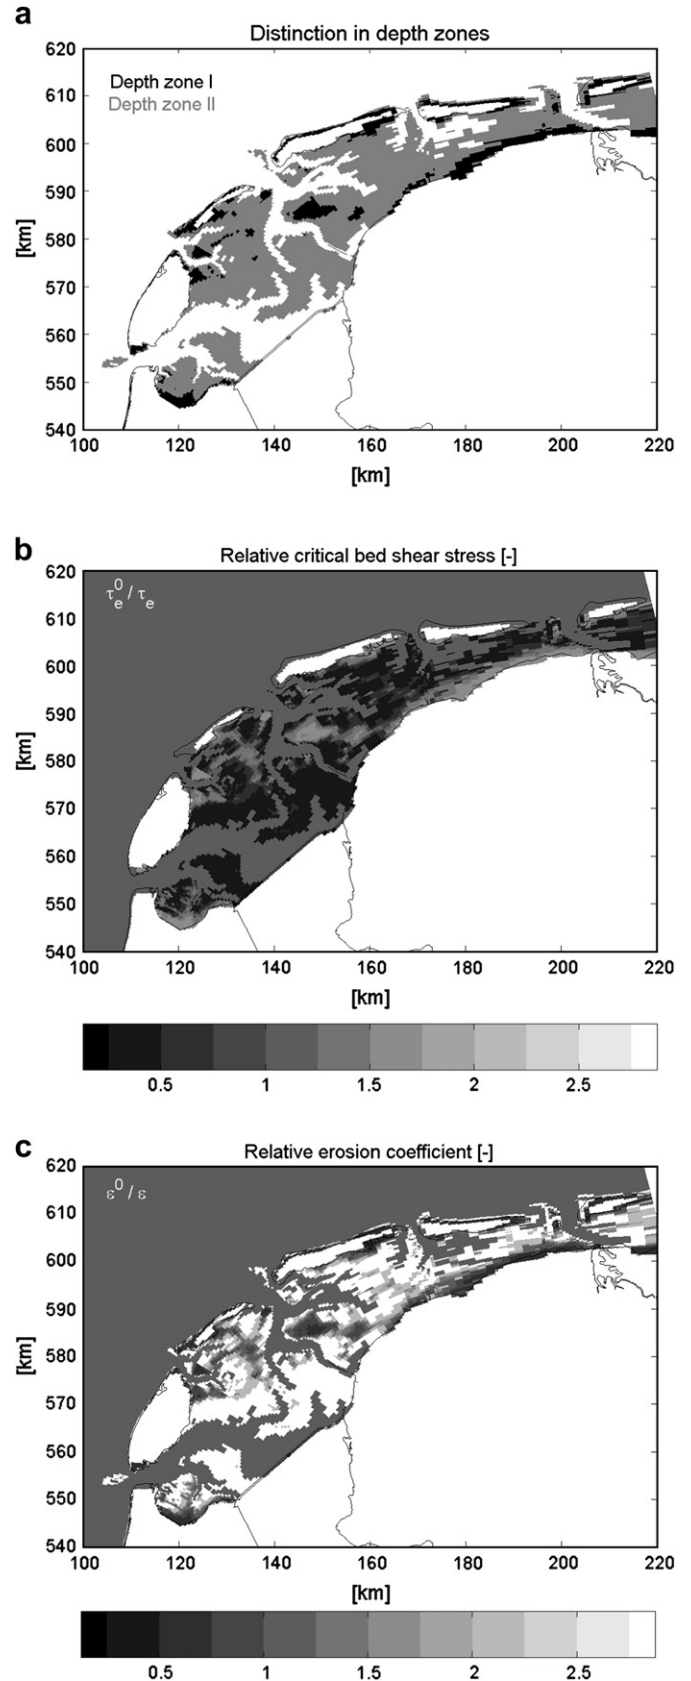 a
Distinction in depth zones
620
610
600
590
580
570
560
550
540
[km]
Depth zone I
Depth zone II
100 120 140 160 180 200 220
[km]
b
Relative critical bed shear stress [-]
620
610
600
590
580
570
560
550
540
[km]
τe0 / τe
100 120 140 160 180 200 220
[km]
0.5 1 1.5 2 2.5
c
Relative erosion coefficient [-]
620
610
600
590
580
570
560
550
540
[km]
ε0 / ε
100 120 140 160 180 200 220
[km]
0.5 1 1.5 2 2.5